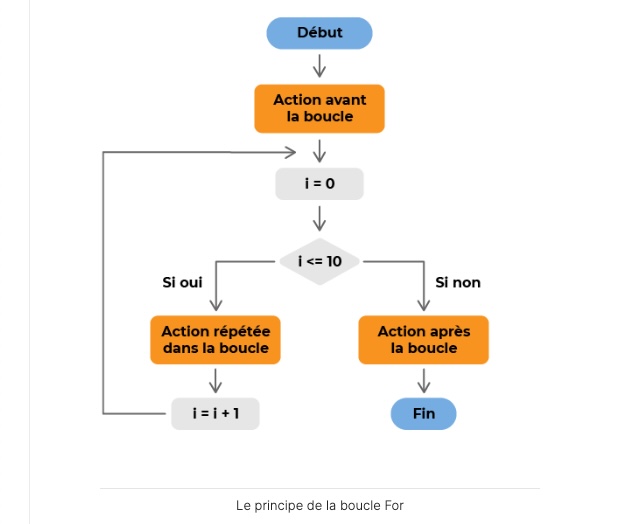 Début
Action avant
la boucle
i = 0
i <= 10
Si oui
Si non
Action répétée
dans la boucle
Action après
la boucle
i = i + 1
Fin
Le principe de la boucle For